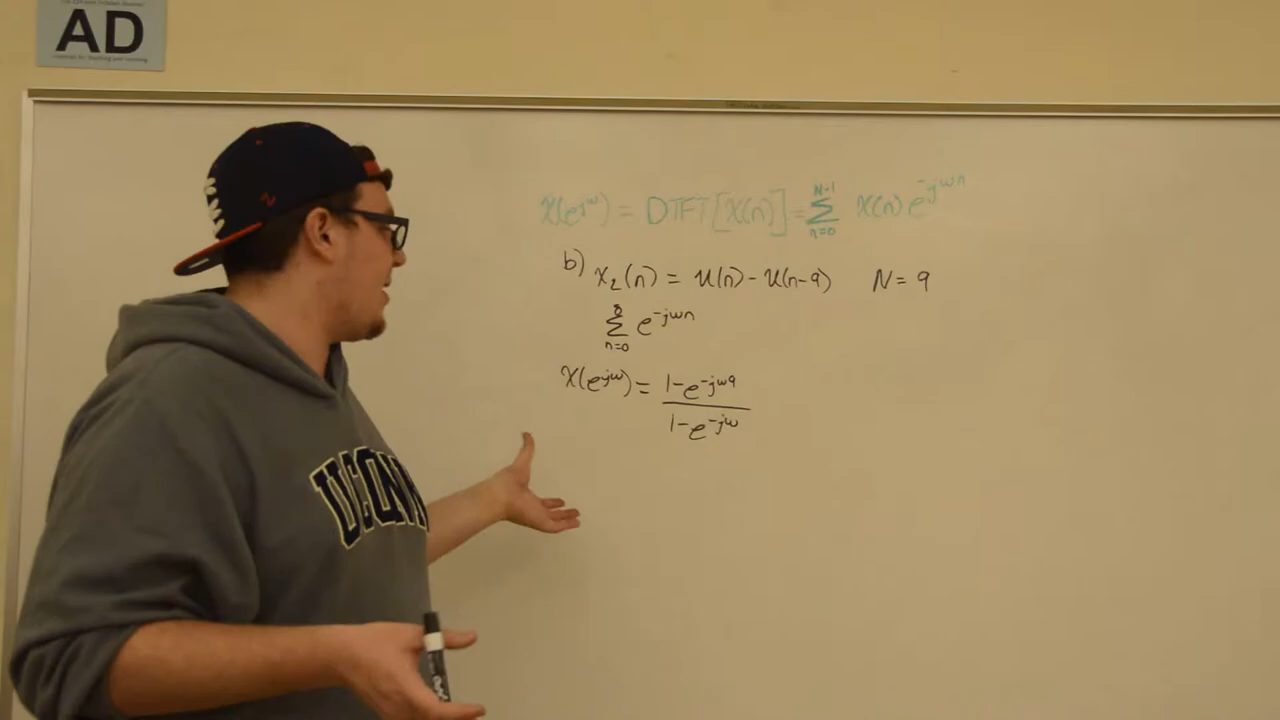 AD
X(e^jω) = DTFT[X(n)] = Σ_{n=0}^{N-1} X(n) e^{-jωn}
b) x₂(n) = u(n) - u(n-9) N = 9
Σ_{n=0}^{8} e^{-jωn}
X(e^jω) = (1-e^{-jω9})/(1-e^{-jω})
UCONN